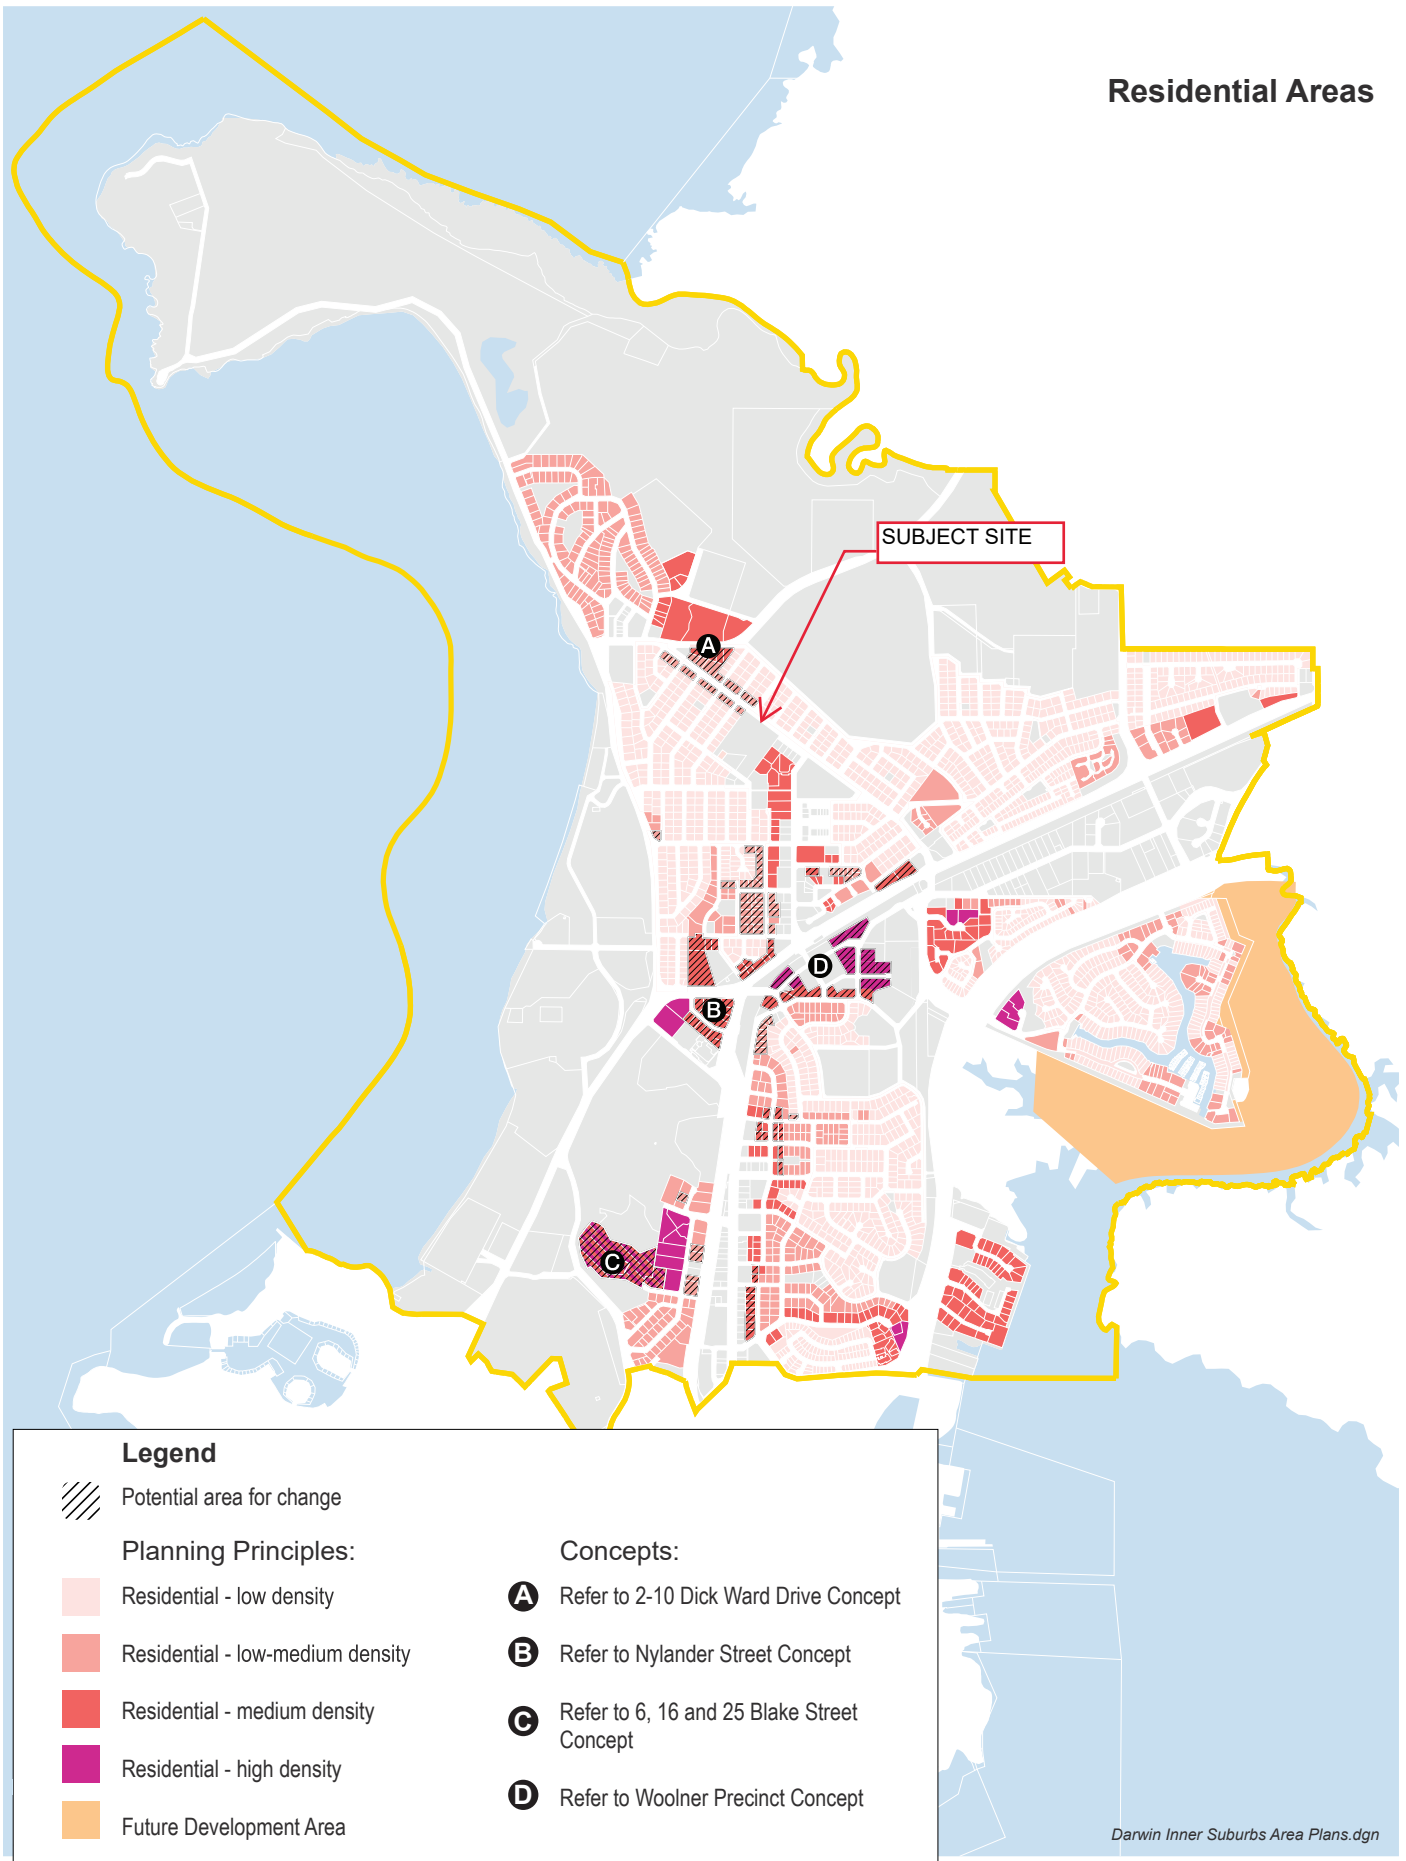 Residential Areas
SUBJECT SITE
A
D
B
C
Legend
Potential area for change
Planning Principles:
Residential - low density
Residential - low-medium density
Residential - medium density
Residential - high density
Future Development Area
Concepts:
A Refer to 2-10 Dick Ward Drive Concept
B Refer to Nylander Street Concept
C Refer to 6, 16 and 25 Blake Street
Concept
D Refer to Woolner Precinct Concept
Darwin Inner Suburbs Area Plans.dgn